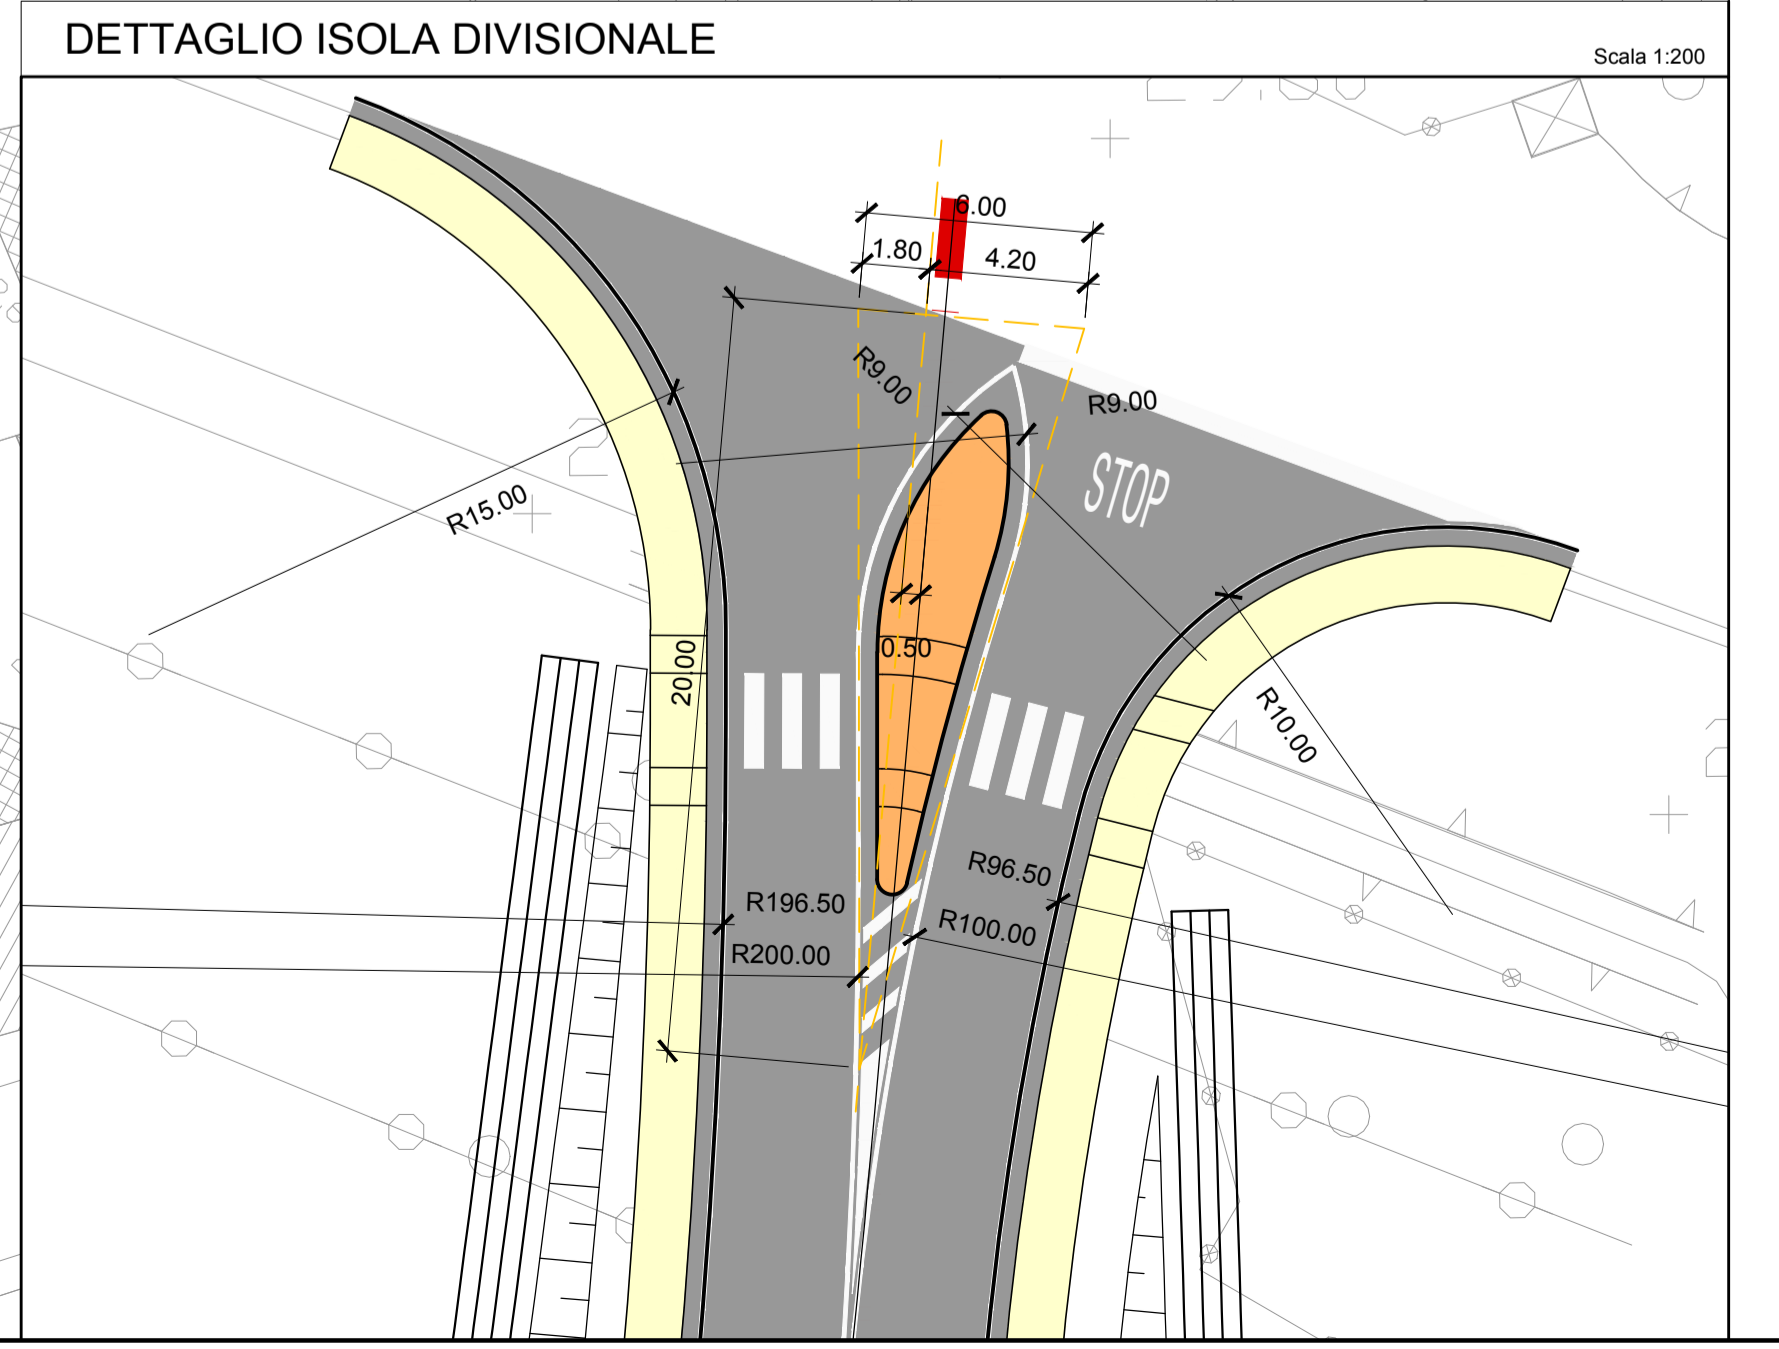 DETTAGLIO ISOLA DIVISIONALE
Scala 1:200
6.00
1.80
4.20
R9.00
R9.00
STOP
R15.00
0.50
20.00
R10.00
R96.50
R196.50
R100.00
R200.00